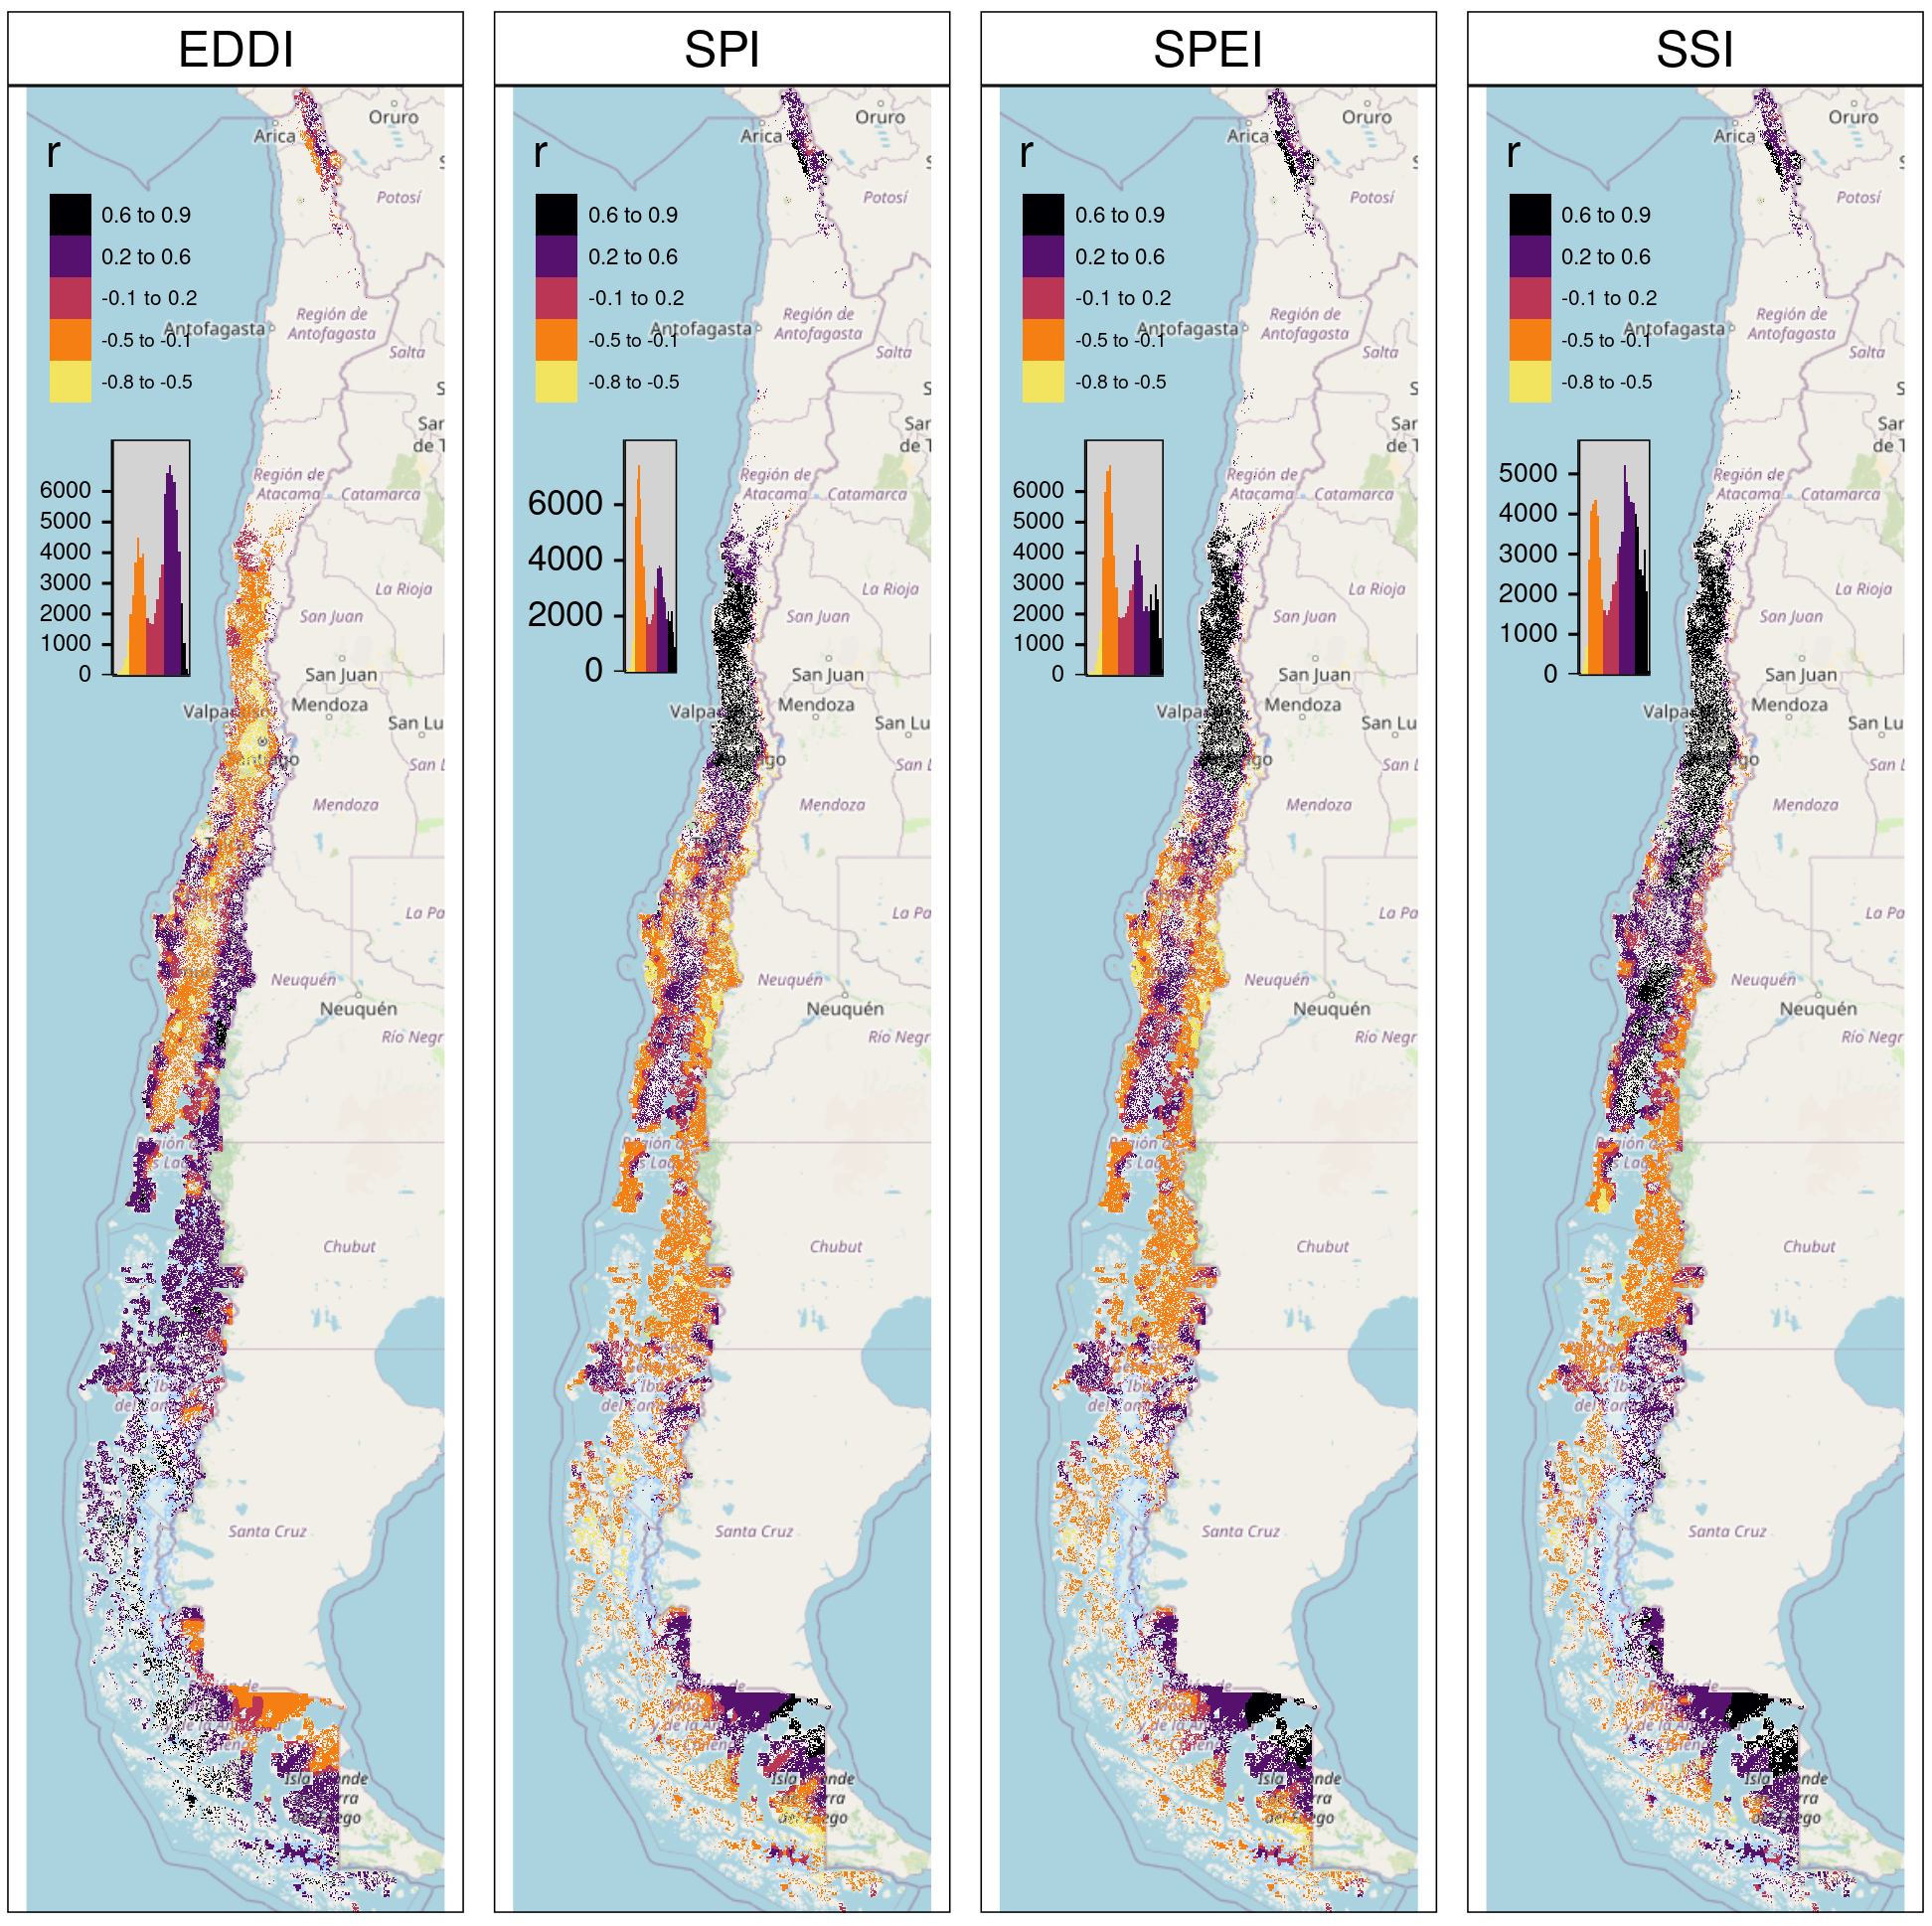 EDDI
Arica
Oruro
r
Potosí
0.6 to 0.9
0.2 to 0.6
-0.1 to 0.2
-0.5 to -0.1
-0.8 to -0.5
Región de
Antofagasta
Antofagasta
Salta
San
de T
Región de
Atacama
Catamarca
6000
5000
4000
3000
2000
1000
0
La Rioja
San Juan
San Juan
Mendoza
San Lu
San L
Mendoza
La Pa
Neuquén
Neuquén
Río Negr
Chubut
Santa Cruz
SPI
Arica
Oruro
r
Potosí
0.6 to 0.9
0.2 to 0.6
-0.1 to 0.2
-0.5 to -0.1
-0.8 to -0.5
Región de
Antofagasta
Antofagasta
Salta
Sar
de T
Región de
Atacama
Catamarca
6000
4000
2000
0
La Rioja
San Juan
San Juan
Mendoza
San Lu
San L
Mendoza
La Pa
Neuquén
Neuquén
Río Negr
Chubut
Santa Cruz
SPEI
Arica
Oruro
r
Potosí
0.6 to 0.9
0.2 to 0.6
-0.1 to 0.2
-0.5 to -0.1
-0.8 to -0.5
Región de
Antofagasta
Antofagasta
Salta
Sar
de T
Región de
Atacama
Catamarca
6000
5000
4000
3000
2000
1000
0
La Rioja
San Juan
San Juan
Mendoza
San Lu
San L
Mendoza
La Pa
Neuquén
Neuquén
Río Negr
Chubut
Santa Cruz
SSI
Arica
Oruro
r
Potosí
0.6 to 0.9
0.2 to 0.6
-0.1 to 0.2
-0.5 to -0.1
-0.8 to -0.5
Región de
Antofagasta
Antofagasta
Salta
Sar
de T
Región de
Atacama
Catamarca
5000
4000
3000
2000
1000
0
La Rioja
San Juan
San Juan
Mendoza
San Lu
San L
Mendoza
La Pa
Neuquén
Neuquén
Río Negr
Chubut
Santa Cruz